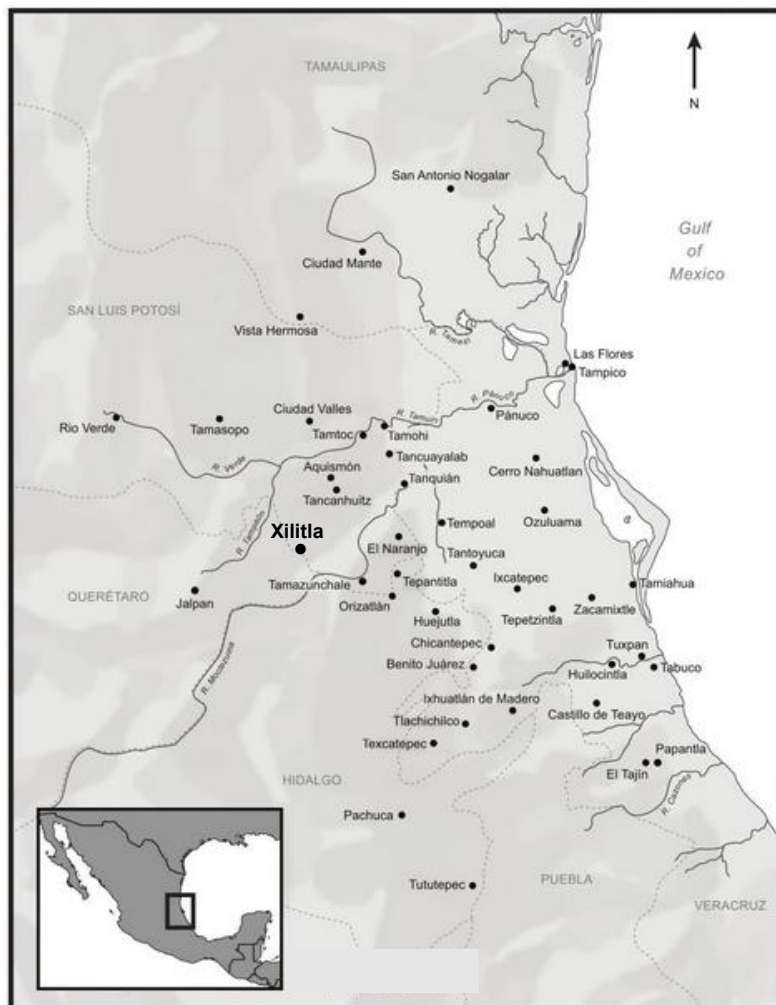 TAMAULIPAS
N
San Antonio Nogalar
Gulf
of
Mexico
Ciudad Mante
SAN LUIS POTOSÍ
Vista Hermosa
R. Tamesí
Las Flores
Tampico
R. Pánuco
Pánuco
Rio Verde
Tamasopo
Ciudad Valles
R. Tamuín
Tamtoc
Tamohi
Tancuayalab
Cerro Nahuatlan
R. Verde
Aquismón
Tanquián
Tancanhuitz
Ozuluama
Tempoal
R. Tampaón
Xilitla
El Naranjo
Tantoyuca
Tamazunchale
Tepantitla
Ixcatepec
Tamiahua
QUERÉTARO
Jalpan
Orizatlán
Zacamixtle
Huejutla
Tepetzintla
Chicantepec
Tuxpan
Benito Juárez
Huilocintla
Tabuco
R. Moctezuma
Ixhuatlán de Madero
Castillo de Teayo
Tlachichilco
Texcatepec
Papantla
El Tajín
HIDALGO
R. Cazones
Pachuca
Tututepec
PUEBLA
VERACRUZ